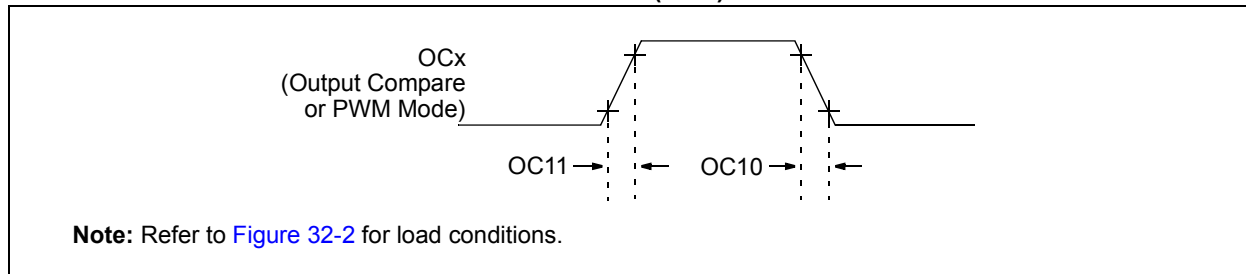 OCx
(Output Compare
or PWM Mode)
OC11
OC10
Note: Refer to Figure 32-2 for load conditions.